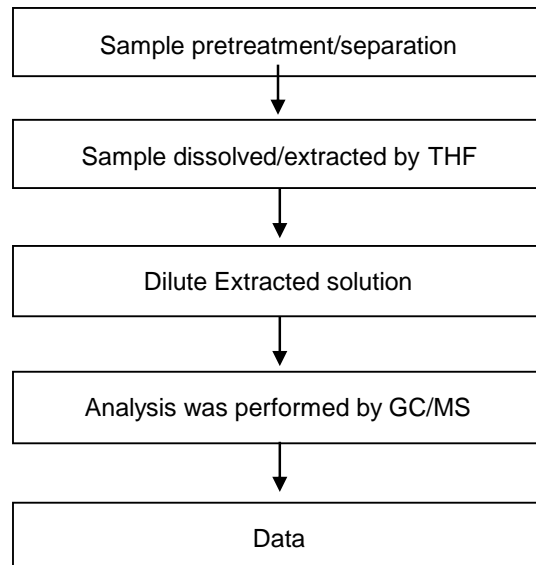 Sample pretreatment/separation
Sample dissolved/extracted by THF
Dilute Extracted solution
Analysis was performed by GC/MS
Data